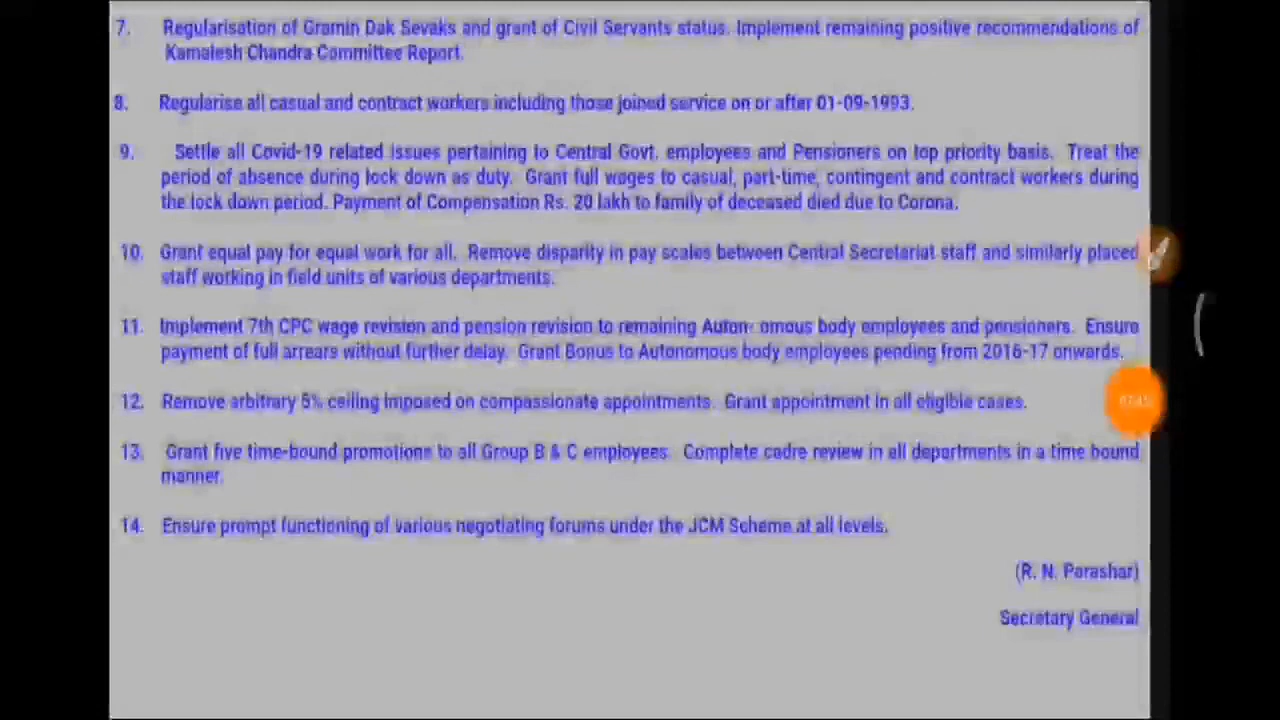 7. Regularisation of Gramin Dak Sevaks and grant of Civil Servants status. Implement remaining positive recommendations of
Kamalesh Chandra Committee Report.
8. Regularise all casual and contract workers including those joined service on or after 01-09-1993.
9. Settle all Covid-19 related issues pertaining to Central Govt. employees and Pensioners on top priority basis. Treat the
period of absence during lock down as duty. Grant full wages to casual, part-time, contingent and contract workers during
the lock down period. Payment of Compensation Rs. 20 lakh to family of deceased died due to Corona.
10. Grant equal pay for equal work for all. Remove disparity in pay scales between Central Secretariat staff and similarly placed
staff working in field units of various departments.
11. Implement 7th CPC wage revision and pension revision to remaining Auton- omous body employees and pensioners. Ensure
payment of full arrears without further delay. Grant Bonus to Autonomous body employees pending from 2016-17 onwards.
12. Remove arbitrary 5% ceiling imposed on compassionate appointments. Grant appointment in all eligible cases.
13. Grant five time-bound promotions to all Group B & C employees. Complete cadre review in all departments in a time bound
manner.
14. Ensure prompt functioning of various negotiating forums under the JCM Scheme at all levels.
(R. N. Parashar)
Secretary General